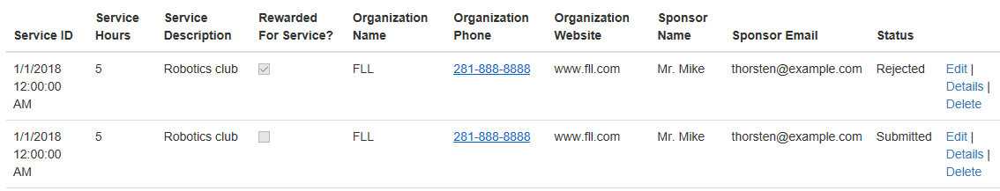 Service ID Service Hours Service Description Rewarded For Service? Organization Name Organization Phone Organization Website Sponsor Name Sponsor Email Status
1/1/2018 12:00:00 AM 5 Robotics club FLL 281-888-8888 www.fll.com Mr. Mike thorsten@example.com Rejected Edit | Details | Delete
1/1/2018 12:00:00 AM 5 Robotics club FLL 281-888-8888 www.fll.com Mr. Mike thorsten@example.com Submitted Edit | Details | Delete